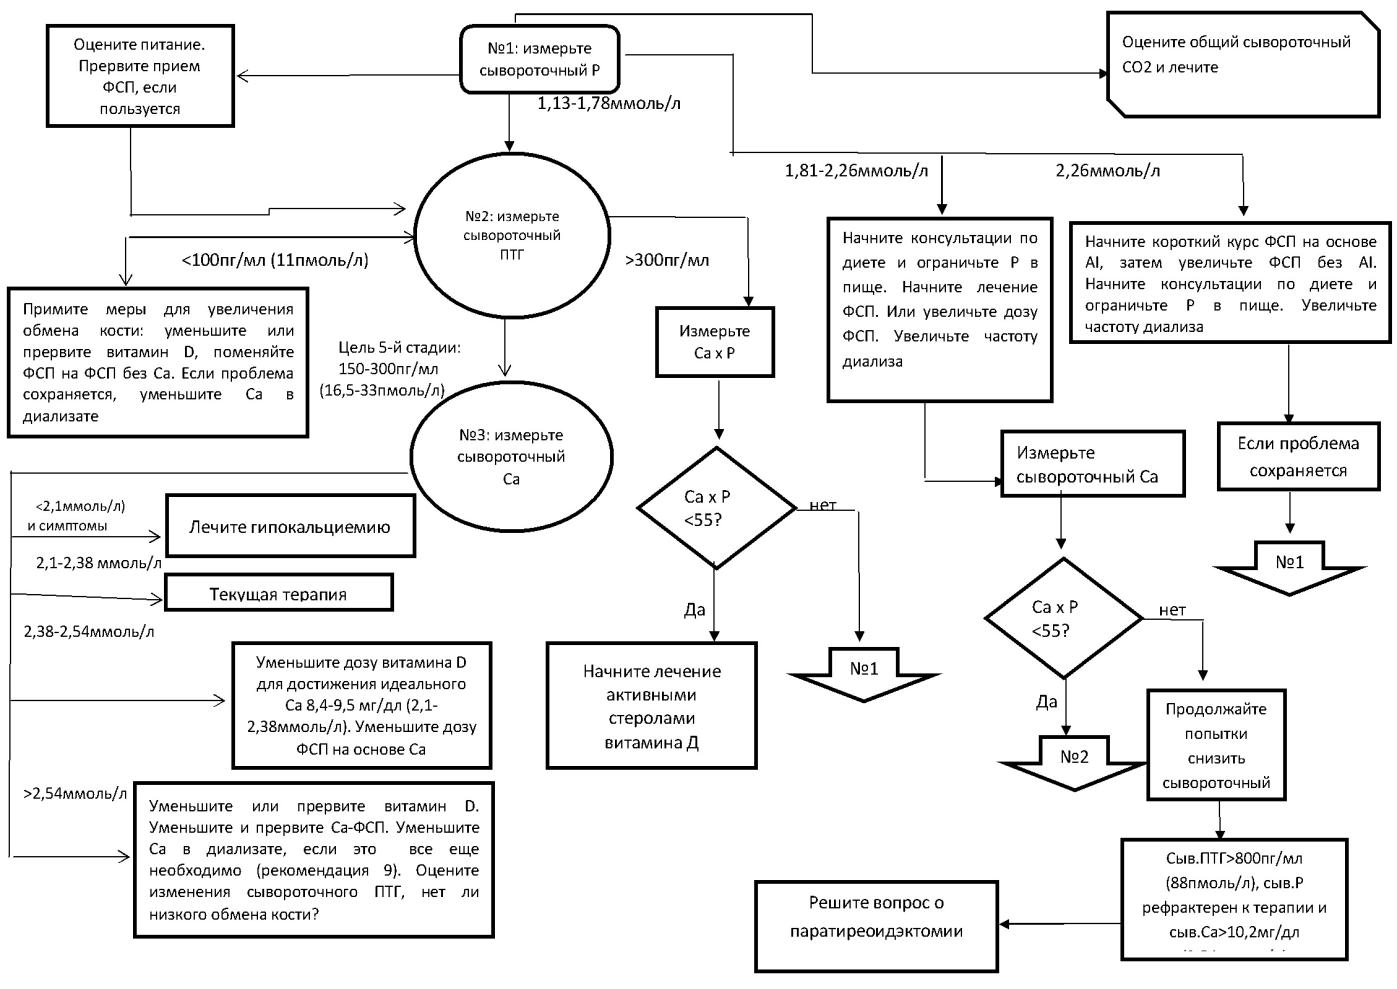 Оцените питание.
Прервите прием
ФСП, если
пользуется
№1: измерьте
сывороточный Р
Оцените общий сывороточный
СО2 и лечите
1,13-1,78ммоль/л
1,81-2,26ммоль/л
2,26ммоль/л
№2: измерьте
сывороточный
ПТГ
<100пг/мл (11пмоль/л)
>300пг/мл
Примите меры для увеличения
обмена кости: уменьшите или
прервите витамин D, поменяйте
ФСП на ФСП без Са. Если проблема
сохраняется, уменьшите Са в
диализате
Цель 5-й стадии:
150-300пг/мл
(16,5-33пмоль/л)
Измерьте
Са х Р
Начните консультации по
диете и ограничьте Р в
пище. Начните лечение
ФСП. Или увеличьте дозу
ФСП. Увеличьте частоту
диализа
Начните короткий курс ФСП на основе
Al, затем увеличьте ФСП без Al.
Начните консультации по диете и
ограничьте Р в пище. Увеличьте
частоту диализа
№3: измерьте
сывороточный
Са
Са х Р
<55?
нет
Да
Измерьте
сывороточный Са
Если проблема
сохраняется
№1
<2,1ммоль/л)
и симптомы
Лечите гипокальциемию
2,1-2,38 ммоль/л
Текущая терапия
2,38-2,54ммоль/л
Уменьшите дозу витамина D
для достижения идеального
Са 8,4-9,5 мг/дл (2,1-
2,38ммоль/л). Уменьшите дозу
ФСП на основе Са
>2,54ммоль/л
Уменьшите или прервите витамин D.
Уменьшите и прервите Са-ФСП. Уменьшите
Са в диализате, если это все еще
необходимо (рекомендация 9). Оцените
изменения сывороточного ПТГ, нет ли
низкого обмена кости?
Начните лечение
активными
стеролами
витамина Д
№1
Са х Р
<55?
нет
Да
№2
Продолжайте
попытки
снизить
сывороточный
Сыв.ПТГ>800пг/мл
(88пмоль/л), сыв.Р
рефрактерен к терапии и
сыв.Са>10,2мг/дл
Решите вопрос о
паратиреоидэктомии